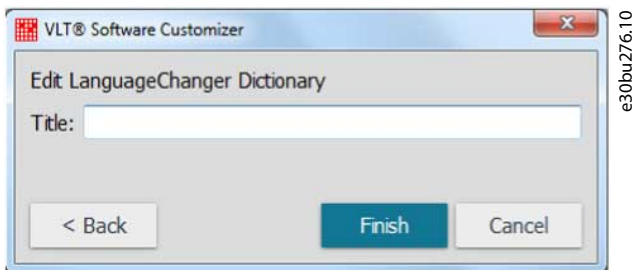 VLT® Software Customizer
Edit LanguageChanger Dictionary
Title:
< Back
Finish
Cancel
e30bu276.10